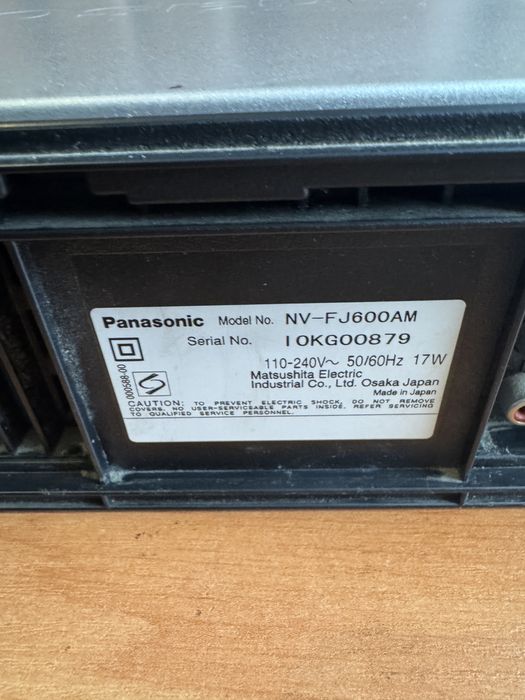 Panasonic Model No. NV-FJ600AM
Serial No. I0KG00879
110-240V～ 50/60Hz 17W
Matsushita Electric
Industrial Co., Ltd. Osaka Japan
Made in Japan
000588-00
CAUTION: TO PREVENT ELECTRIC SHOCK, DO NOT REMOVE
COVERS. NO USER-SERVICEABLE PARTS INSIDE. REFER SERVICING
TO QUALIFIED SERVICE PERSONNEL.